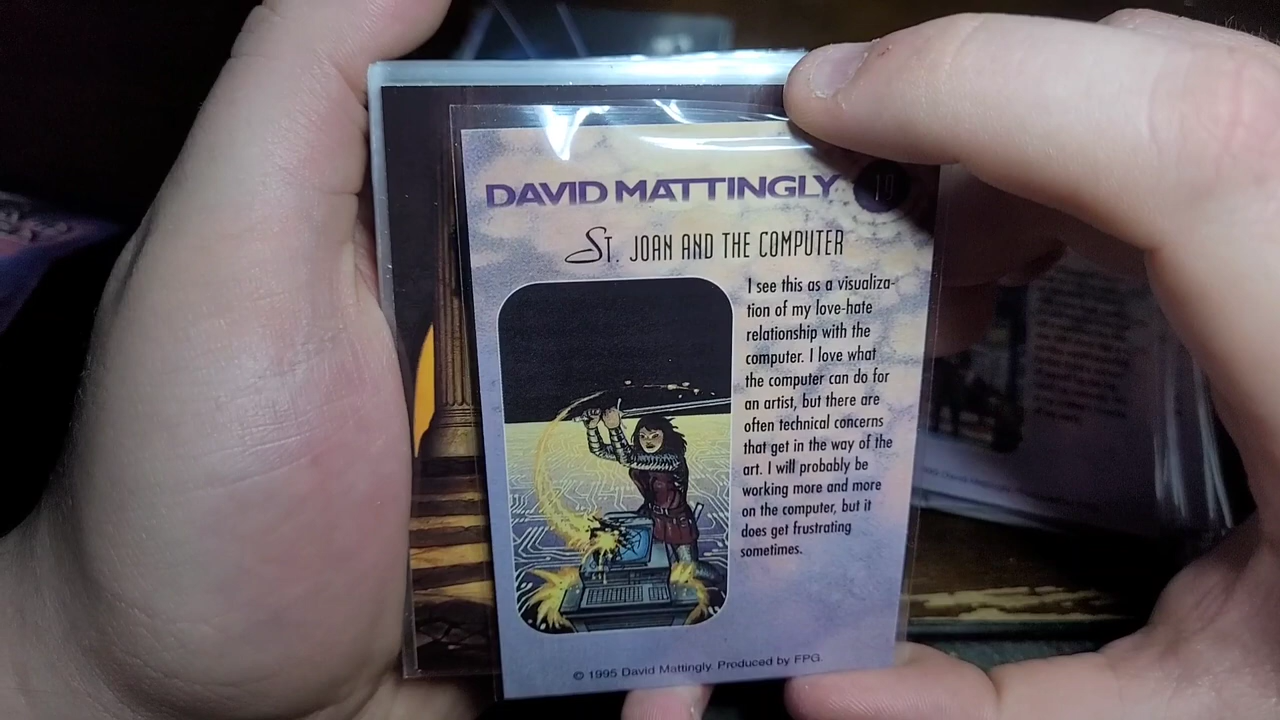 DAVID MATTINGLY
ST. JOAN AND THE COMPUTER
I see this as a visualiza-
tion of my love-hate
relationship with the
computer. I love what
the computer can do for
an artist, but there are
often technical concerns
that get in the way of the
art. I will probably be
working more and more
on the computer, but it
does get frustrating
sometimes.
© 1995 David Mattingly. Produced by FPG.